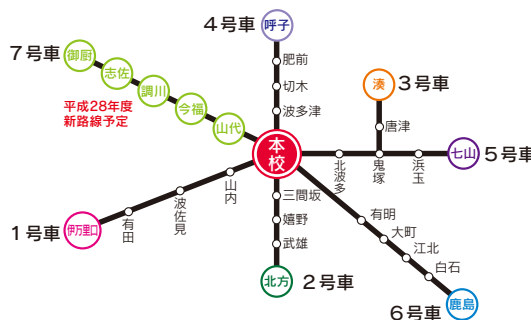 4号車
呼子
肥前
切木
波多津
7号車
御厨
志佐
調川
今福
山代
平成28年度
新路線予定
湊
3号車
唐津
本校
北波多
鬼塚
浜玉
七山
5号車
山内
波佐見
有田
伊万里口
1号車
三間坂
嬉野
武雄
北方
2号車
有明
大町
江北
白石
鹿島
6号車